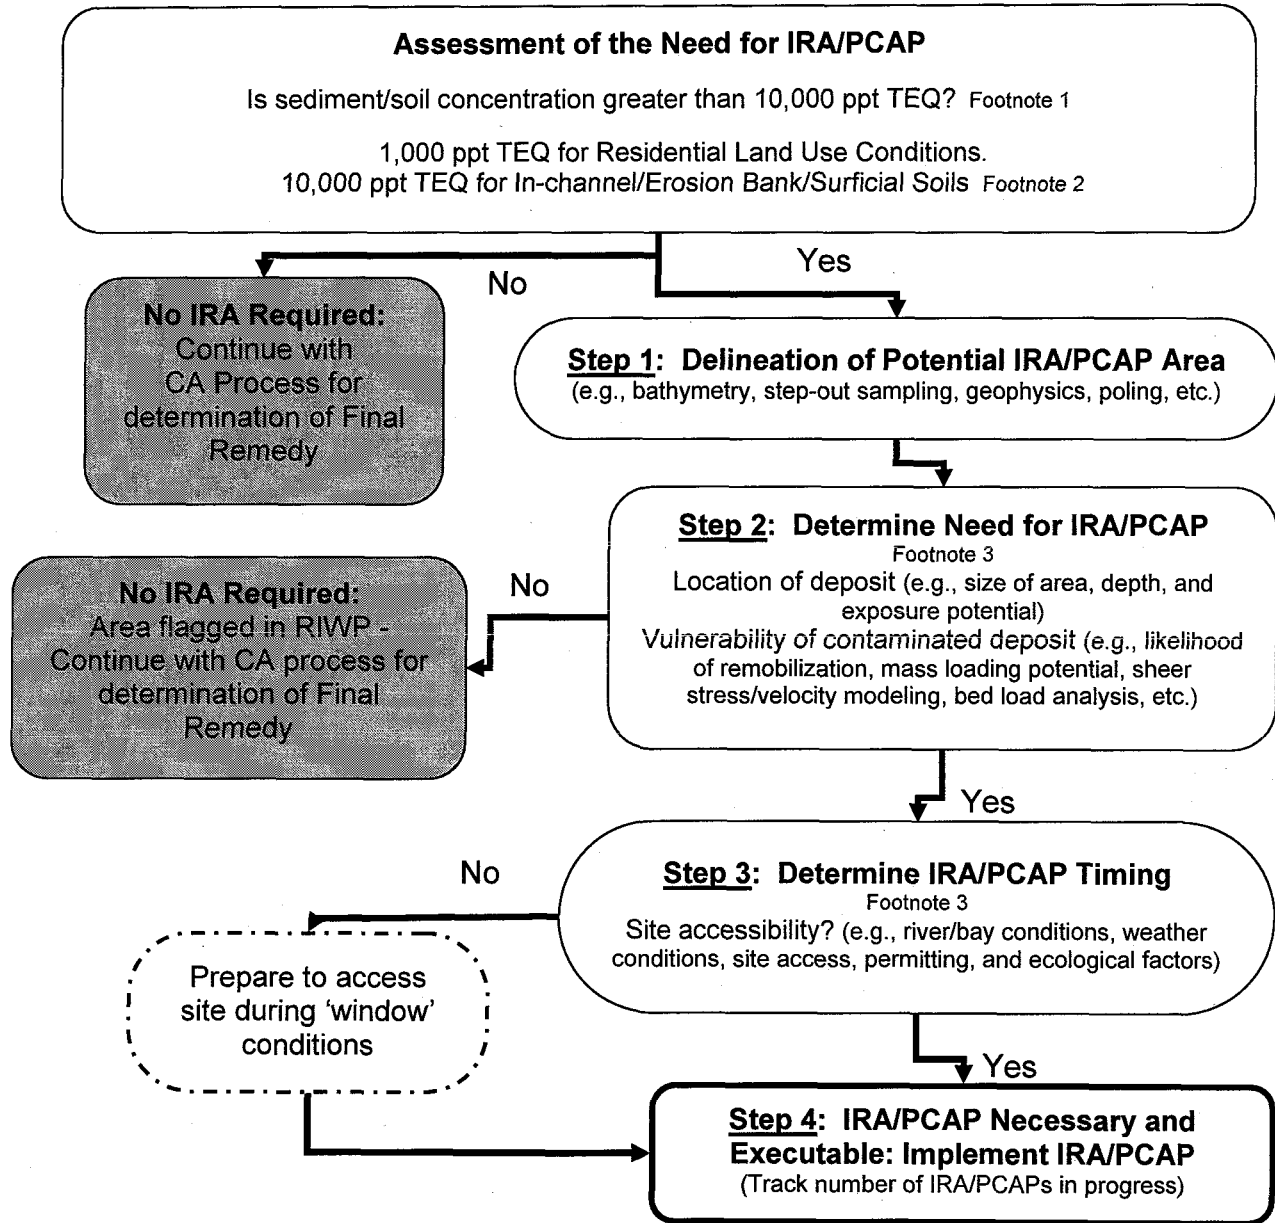 Assessment of the Need for IRA/PCAP
Is sediment/soil concentration greater than 10,000 ppt TEQ? Footnote 1
1,000 ppt TEQ for Residential Land Use Conditions.
10,000 ppt TEQ for In-channel/Erosion Bank/Surficial Soils Footnote 2
No
Yes
No IRA Required:
Continue with
CA Process for
determination of Final
Remedy
Step 1: Delineation of Potential IRA/PCAP Area
(e.g., bathymetry, step-out sampling, geophysics, poling, etc.)
Step 2: Determine Need for IRA/PCAP
Footnote 3
Location of deposit (e.g., size of area, depth, and
exposure potential)
Vulnerability of contaminated deposit (e.g., likelihood
of remobilization, mass loading potential, sheer
stress/velocity modeling, bed load analysis, etc.)
No
No IRA Required:
Area flagged in RIWP -
Continue with CA process for
determination of Final
Remedy
Yes
Step 3: Determine IRA/PCAP Timing
Footnote 3
Site accessibility? (e.g., river/bay conditions, weather
conditions, site access, permitting, and ecological factors)
No
Prepare to access
site during ‘window’
conditions
Yes
Step 4: IRA/PCAP Necessary and
Executable: Implement IRA/PCAP
(Track number of IRA/PCAPs in progress)